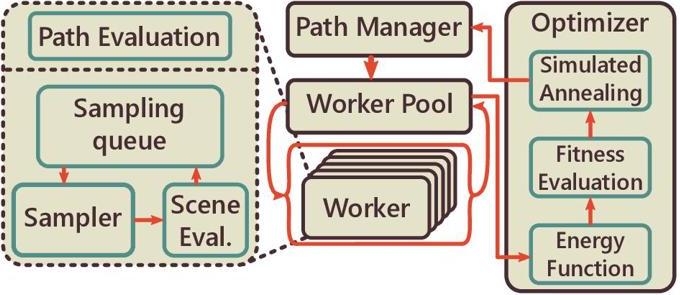 Path Evaluation
Sampling
queue
Sampler
Scene
Eval.
Path Manager
Worker Pool
Worker
Optimizer
Simulated
Annealing
Fitness
Evaluation
Energy
Function